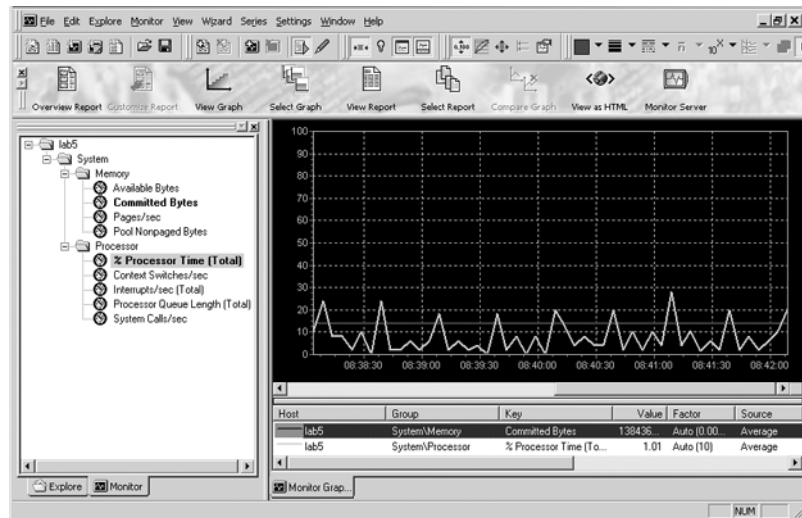 File Edit Explore Monitor View Wizard Series Settings Window Help
Overview Report Customize Report View Graph Select Graph View Report Select Report Compare Graph View as HTML Monitor Server
lab5
System
Memory
Available Bytes
Committed Bytes
Pages/sec
Pool Nonpaged Bytes
Processor
% Processor Time (Total)
Context Switches/sec
Interrupts/sec (Total)
Processor Queue Length (Total)
System Calls/sec
Explore Monitor
100
90
80
70
60
50
40
30
20
10
0
08:38:30 08:39:00 08:39:30 08:40:00 08:40:30 08:41:00 08:41:30 08:42:00
Host Group Key Value Factor Source
lab5 System\Memory Committed Bytes 138436... Auto (0.00... Average
lab5 System\Processor % Processor Time (To... 1.01 Auto (10) Average
Monitor Grap...
NUM